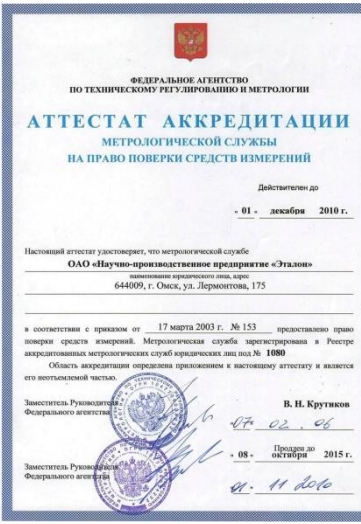 ФЕДЕРАЛЬНОЕ АГЕНТСТВО
ПО ТЕХНИЧЕСКОМУ РЕГУЛИРОВАНИЮ И МЕТРОЛОГИИ
АТТЕСТАТ АККРЕДИТАЦИИ
МЕТРОЛОГИЧЕСКОЙ СЛУЖБЫ
НА ПРАВО ПОВЕРКИ СРЕДСТВ ИЗМЕРЕНИЙ
Действителен до
« 01 » декабря 2010 г.
Настоящий аттестат удостоверяет, что метрологической службе
ОАО «Научно-производственное предприятие «Эталон»
наименование юридического лица, адрес
644009, г. Омск, ул. Лермонтова, 175
в соответствии с приказом от 17 марта 2003 г. № 153 предоставлено право
поверки средств измерений. Метрологическая служба зарегистрирована в Реестре
аккредитованных метрологических служб юридических лиц под № 1080
Область аккредитации определена приложением к настоящему аттестату и является
его неотъемлемой частью.
Заместитель Руководителя
Федерального агентства
В. Н. Крутиков
«07» 02 06
Продлен до
« 08 » октября 2015 г.
Заместитель Руководителя
Федерального агентства
01 11 2010